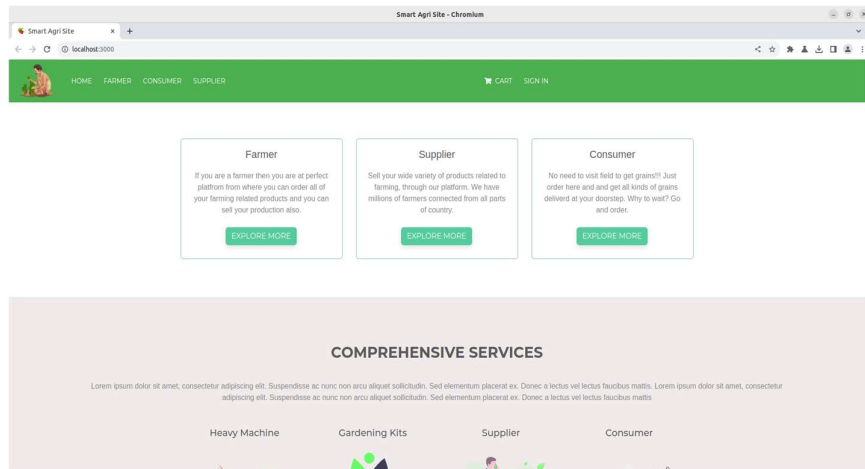 Smart Agri Site - Chromium
Smart Agri Site
localhost:3000
HOME FARMER CONSUMER SUPPLIER CART SIGN IN
Farmer
If you are a farmer then you are at perfect
platfrom from where you can order all of
your farming related products and you can
sell your production also.
EXPLORE MORE
Supplier
Sell your wide variety of products related to
farming, through our platform. We have
millions of farmers connected from all parts
of country.
EXPLORE MORE
Consumer
No need to visit field to get grains!!! Just
order here and and get all kinds of grains
deliverd at your doorstep. Why to wait? Go
and order.
EXPLORE MORE
COMPREHENSIVE SERVICES
Lorem ipsum dolor sit amet, consectetur adipiscing elit. Suspendisse ac nunc non arcu aliquet sollicitudin. Sed elementum placerat ex. Donec a lectus vel lectus faucibus mattis. Lorem ipsum dolor sit amet, consectetur
adipiscing elit. Suspendisse ac nunc non arcu aliquet sollicitudin. Sed elementum placerat ex. Donec a lectus vel lectus faucibus mattis
Heavy Machine Gardening Kits Supplier Consumer